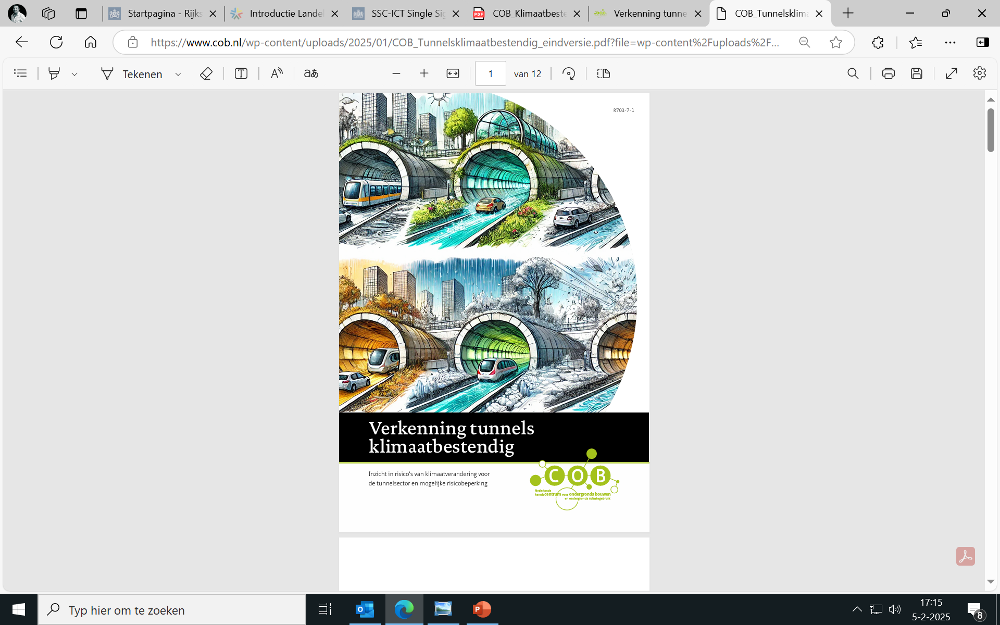 Startpagina - Rijks
Introductie Landel
SSC-ICT Single Sig
COB_Klimaatbeste
Verkenning tunne
COB_Tunnelsklima
https://www.cob.nl/wp-content/uploads/2025/01/COB_Tunnelsklimaatbestendig_eindversie.pdf?file=wp-content%2Fuploads%2F...
Tekenen
1
van 12
R703-7-1
Verkenning tunnels
klimaatbestendig
Inzicht in risico's van klimaatverandering voor
de tunnelsector en mogelijke risicobeperking
COB
Nederlands
kenniscentrum voor ondergronds bouwen
en ondergronds ruimtegebruik
Typ hier om te zoeken
17:15
5-2-2025
8